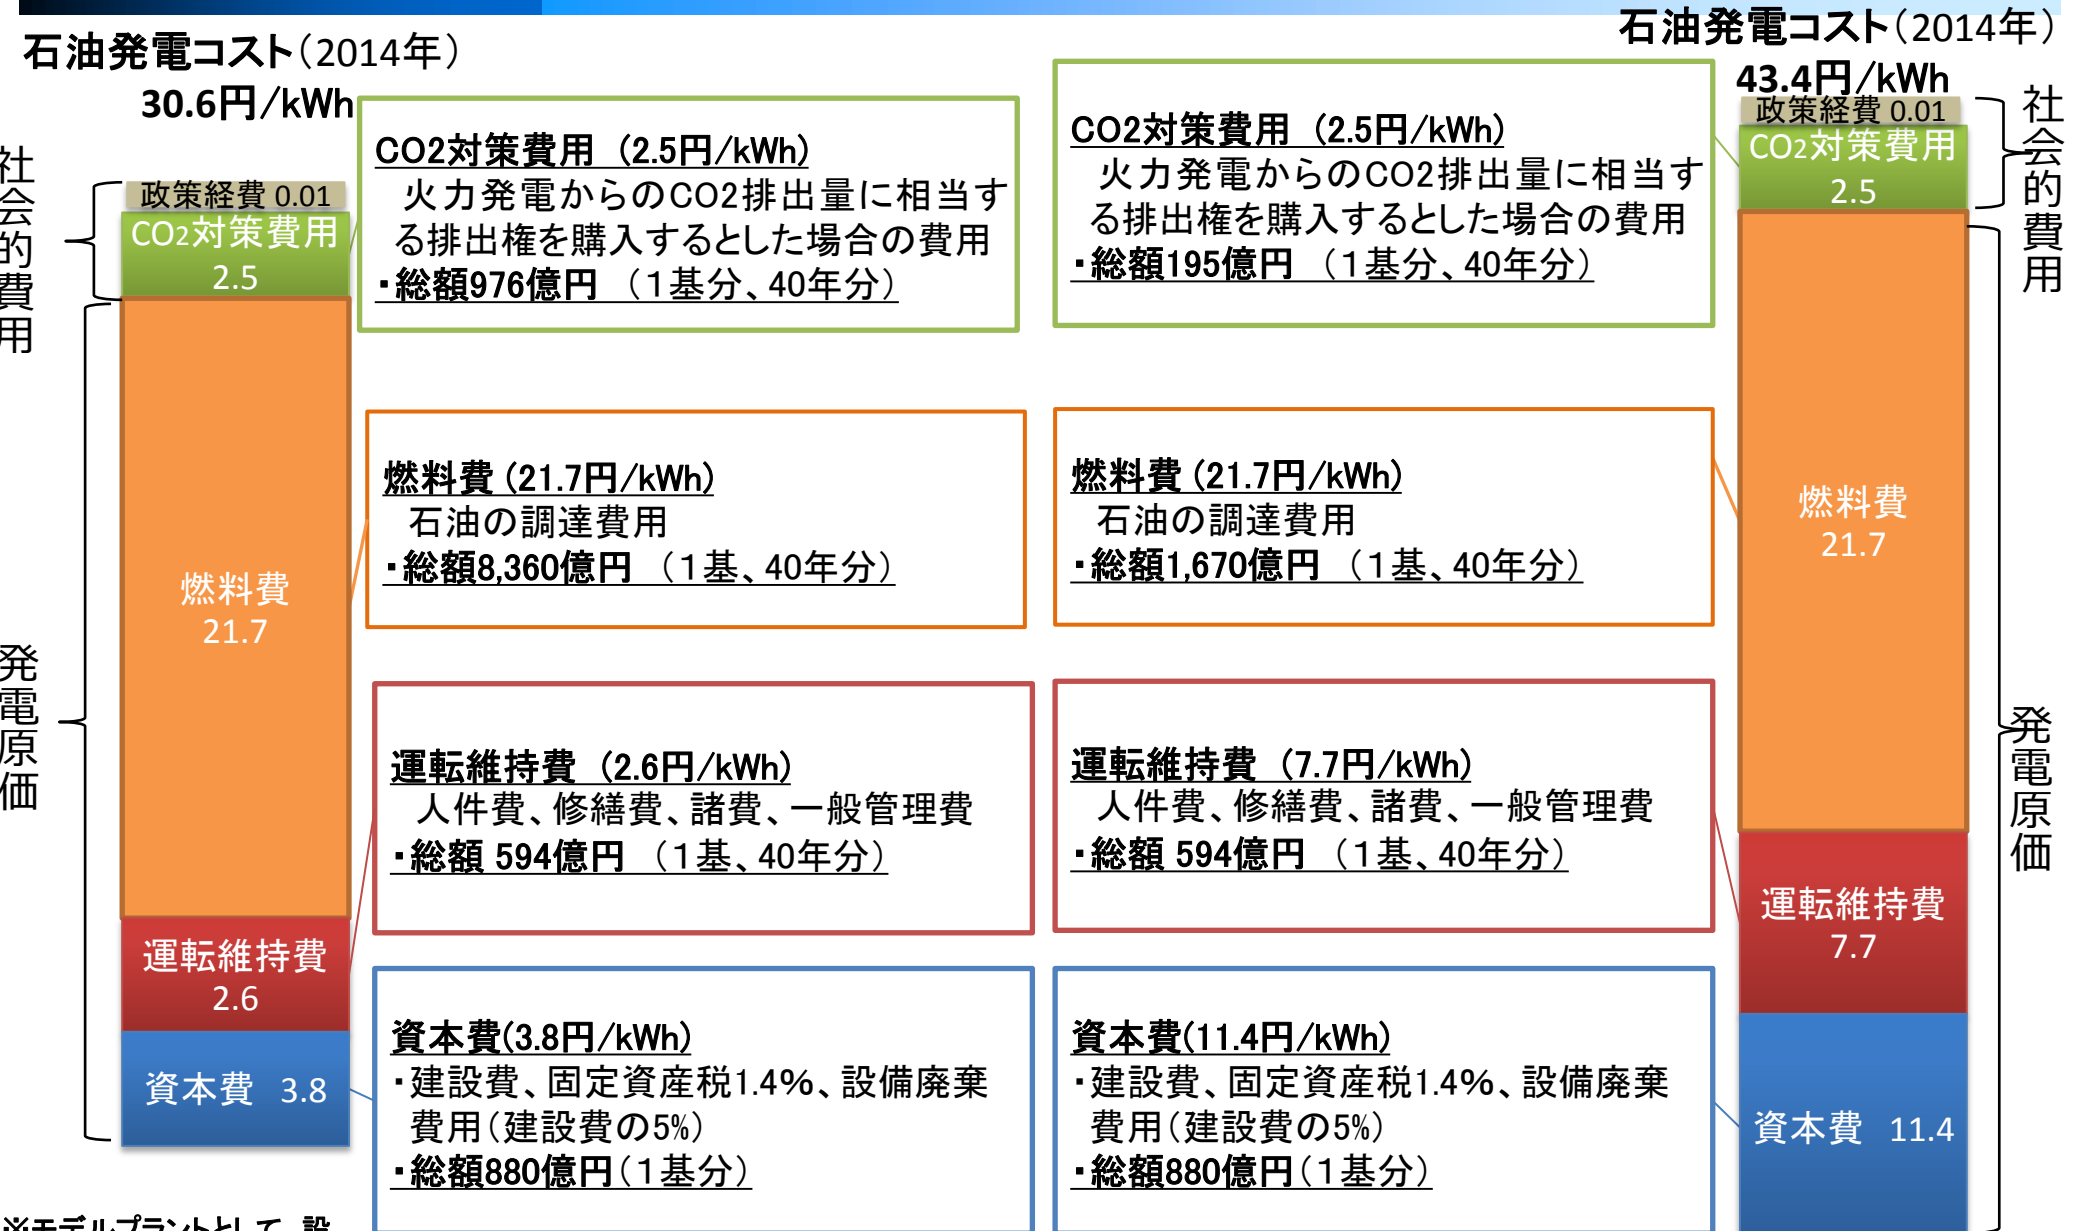 石油発電コスト（2014年）
30.6円/kWh
社会的費用
政策経費 0.01
CO2対策費用
2.5
燃料費
21.7
発電原価
運転維持費
2.6
資本費 3.8
CO2対策費用 (2.5円/kWh)
火力発電からのCO2排出量に相当す
る排出権を購入するとした場合の費用
・総額976億円 （１基分、40年分）
燃料費 (21.7円/kWh)
石油の調達費用
・総額8,360億円 （１基、40年分）
運転維持費 (2.6円/kWh)
人件費、修繕費、諸費、一般管理費
・総額 594億円 （１基、40年分）
資本費(3.8円/kWh)
・建設費、固定資産税1.4%、設備廃棄
費用（建設費の5%）
・総額880億円（１基分）
CO2対策費用 (2.5円/kWh)
火力発電からのCO2排出量に相当す
る排出権を購入するとした場合の費用
・総額195億円 （１基分、40年分）
燃料費 (21.7円/kWh)
石油の調達費用
・総額1,670億円 （１基、40年分）
運転維持費 (7.7円/kWh)
人件費、修繕費、諸費、一般管理費
・総額 594億円 （１基、40年分）
資本費(11.4円/kWh)
・建設費、固定資産税1.4%、設備廃棄
費用（建設費の5%）
・総額880億円（１基分）
石油発電コスト（2014年）
43.4円/kWh
政策経費 0.01
CO2対策費用
2.5
社会的費用
燃料費
21.7
発電原価
運転維持費
7.7
資本費 11.4
※モデルプラントとして、設